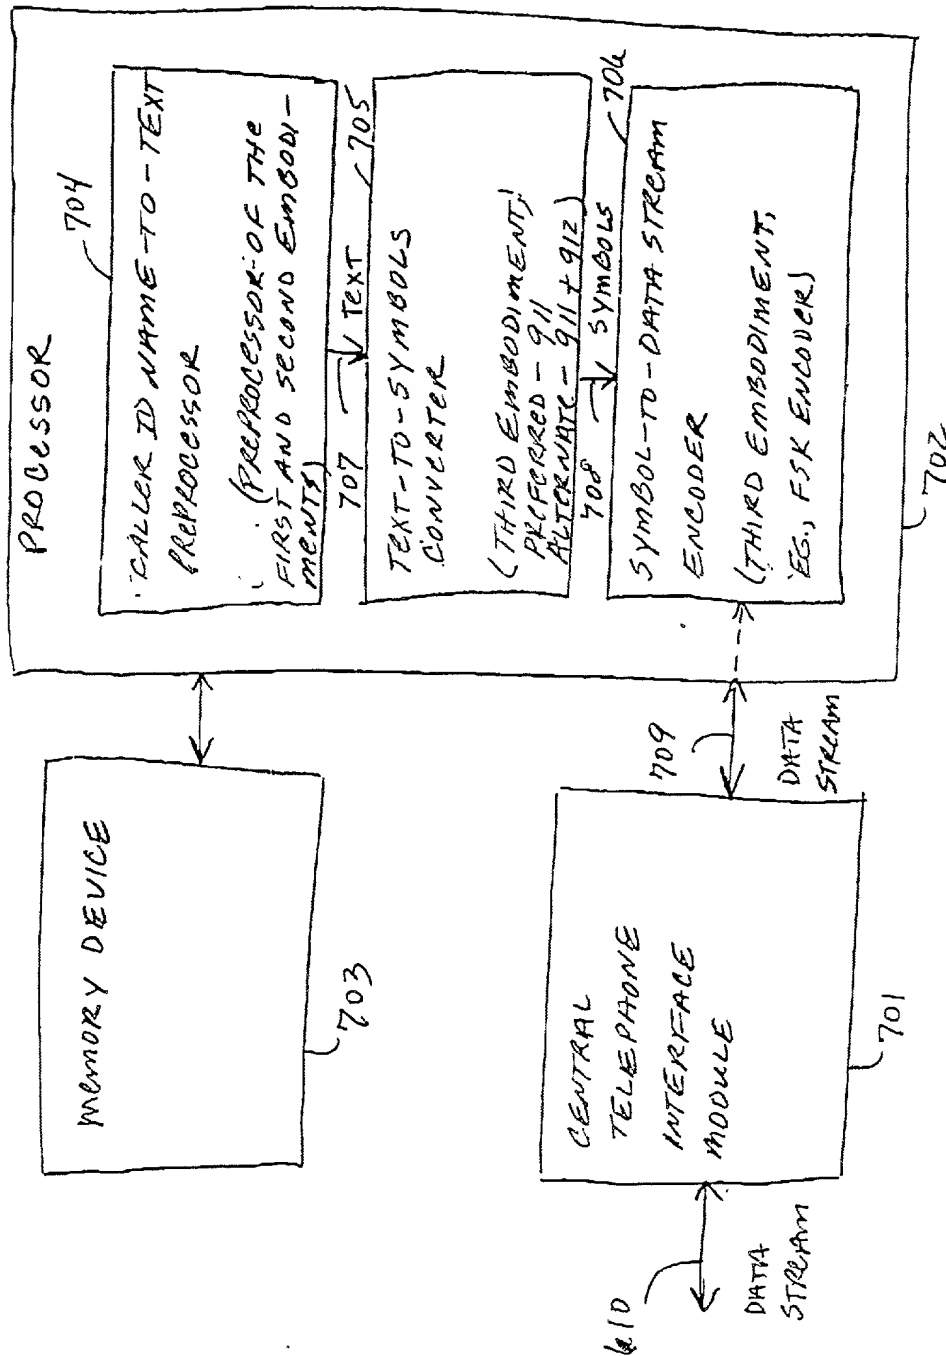 PROCESSOR
704
CALLER ID NAME-TO-TEXT
PREPROCESSOR
(PREPROCESSOR OF THE
FIRST AND SECOND EMBODI-
MENTS)
707
TEXT
705
TEXT-TO-SYMBOLS
CONVERTER
(THIRD EMBODIMENT;
PREFERRED - 911
ALTERNATE - 911 + 912)
708
SYMBOLS
706
SYMBOL-TO-DATA STREAM
ENCODER
(THIRD EMBODIMENT,
EG., FSK ENCODER)
702
MEMORY DEVICE
703
709
DATA
STREAM
CENTRAL
TELEPHONE
INTERFACE
MODULE
701
610
DATA
STREAM